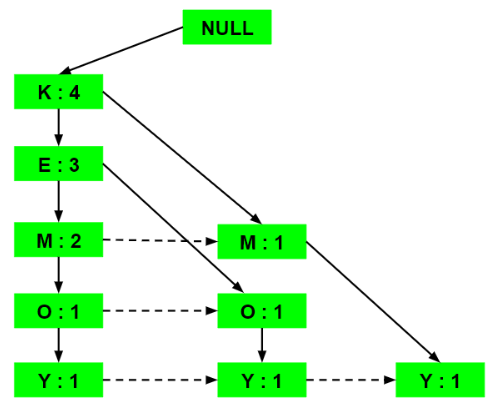 NULL
K : 4
E : 3
M : 2
M : 1
O : 1
O : 1
Y : 1
Y : 1
Y : 1